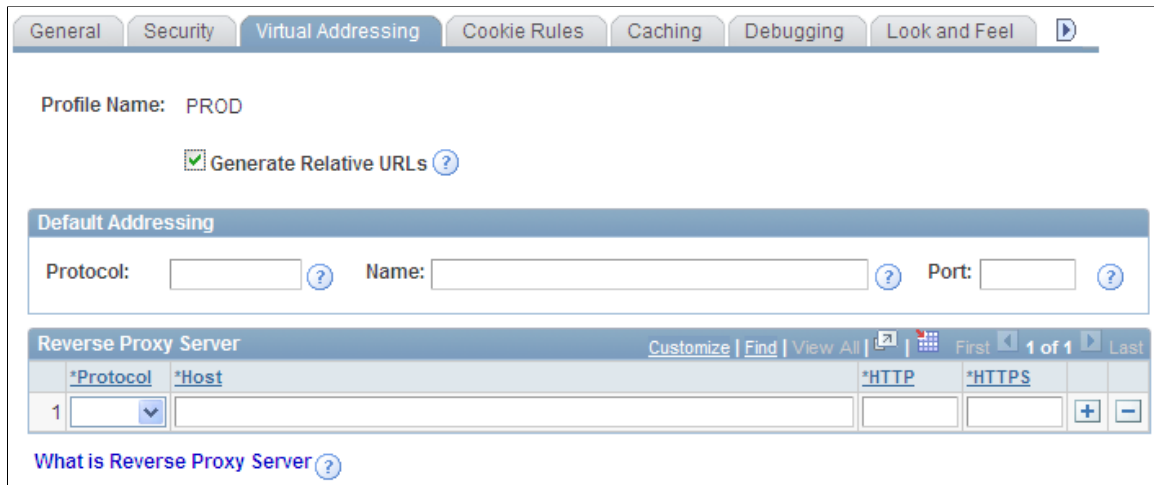 General Security Virtual Addressing Cookie Rules Caching Debugging Look and Feel
Profile Name: PROD
Generate Relative URLs ?
Default Addressing
Protocol: ? Name: ? Port: ?
Reverse Proxy Server Customize | Find | View All | | First 1 of 1 Last
*Protocol *Host *HTTP *HTTPS
1
What is Reverse Proxy Server ?